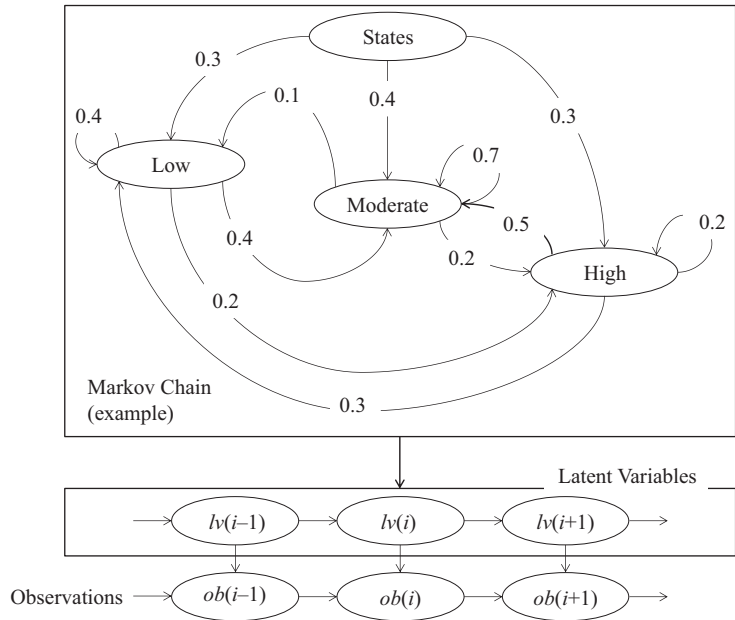 States
0.3
0.1
0.4
0.3
0.4
Low
0.7
Moderate
0.5
0.2
0.4
0.2
High
0.2
Markov Chain
(example)
0.3
Latent Variables
lv(i–1)
lv(i)
lv(i+1)
Observations
ob(i–1)
ob(i)
ob(i+1)